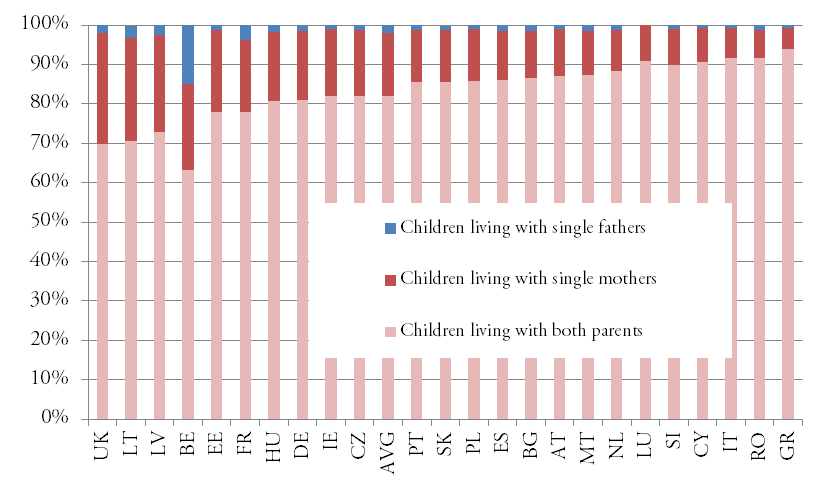 100%
90%
80%
70%
60%
50%
40%
30%
20%
10%
0%
Children living with single fathers
Children living with single mothers
Children living with both parents
UK
LT
LV
BE
EE
FR
HU
DE
IE
CZ
AVG
PT
SK
PL
ES
BG
AT
MT
NL
LU
SI
CY
IT
RO
GR